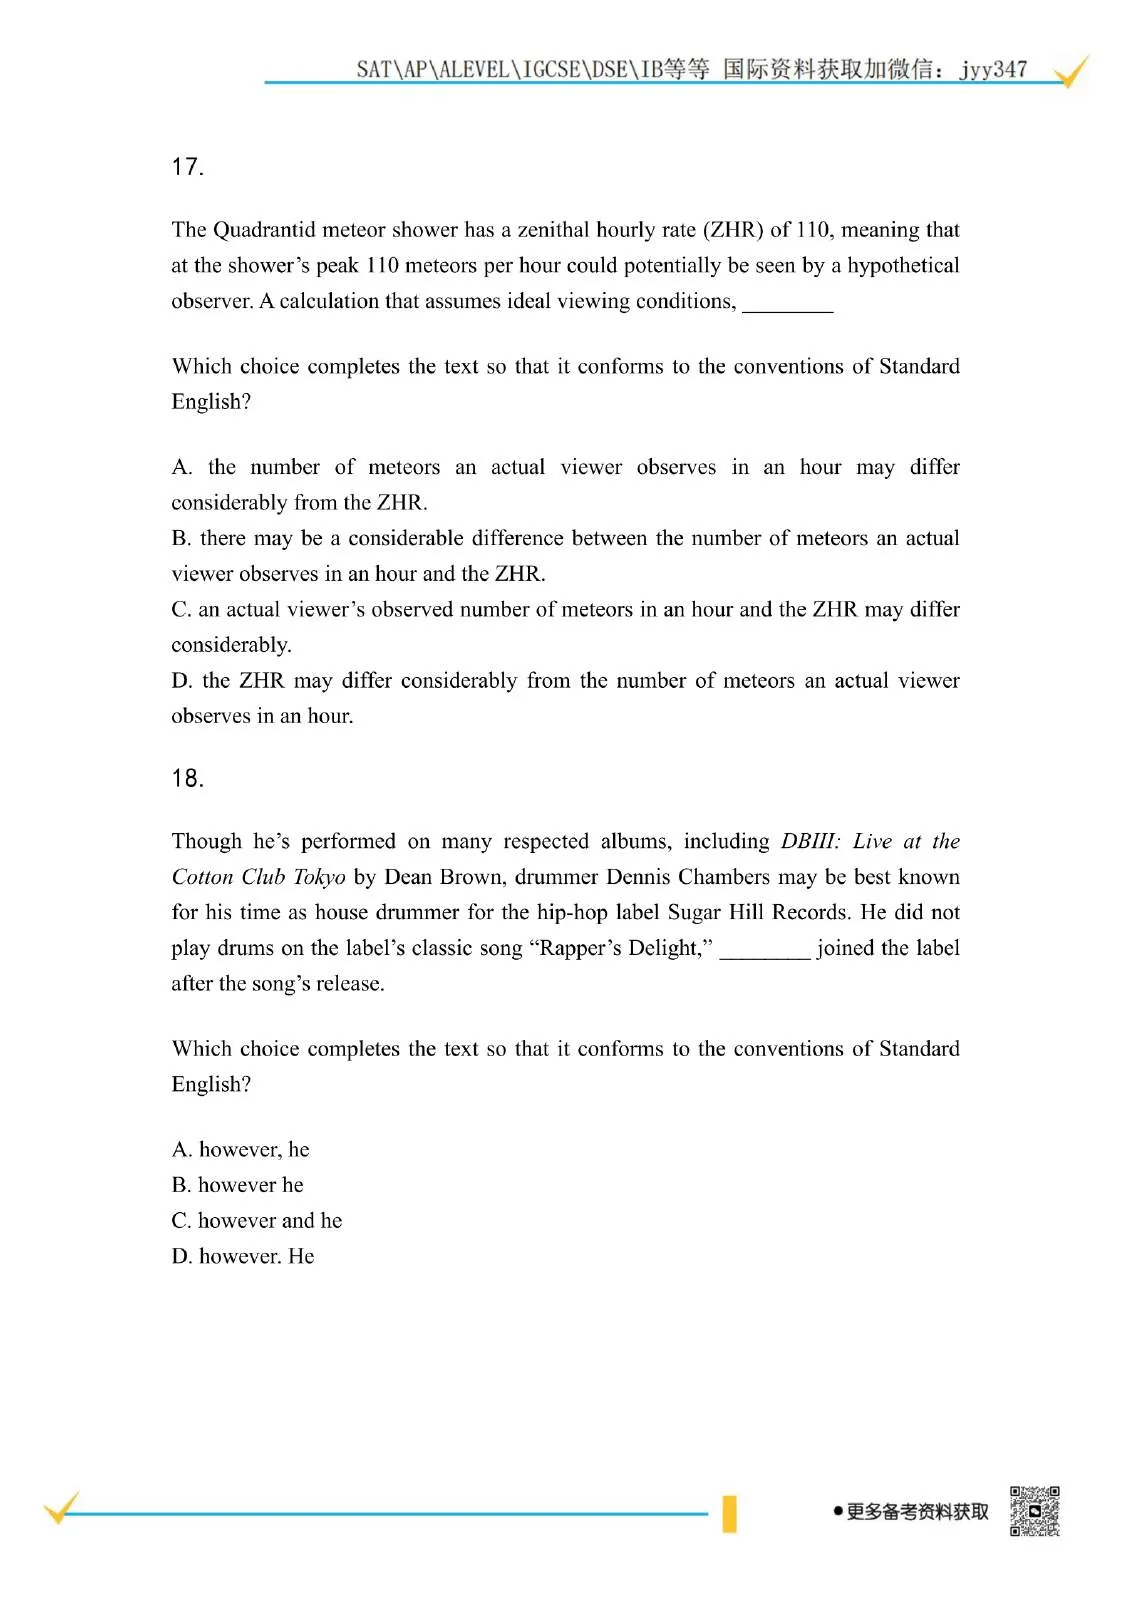 SAT\AP\ALEVEL\IGCSE\DSE\IB等等 国际资料获取加微信：jyy347
17.
The Quadrantid meteor shower has a zenithal hourly rate (ZHR) of 110, meaning that
at the shower’s peak 110 meteors per hour could potentially be seen by a hypothetical
observer. A calculation that assumes ideal viewing conditions, ________
Which choice completes the text so that it conforms to the conventions of Standard
English?
A. the number of meteors an actual viewer observes in an hour may differ
considerably from the ZHR.
B. there may be a considerable difference between the number of meteors an actual
viewer observes in an hour and the ZHR.
C. an actual viewer’s observed number of meteors in an hour and the ZHR may differ
considerably.
D. the ZHR may differ considerably from the number of meteors an actual viewer
observes in an hour.
18.
Though he’s performed on many respected albums, including DBIII: Live at the
Cotton Club Tokyo by Dean Brown, drummer Dennis Chambers may be best known
for his time as house drummer for the hip-hop label Sugar Hill Records. He did not
play drums on the label’s classic song “Rapper’s Delight,” ________ joined the label
after the song’s release.
Which choice completes the text so that it conforms to the conventions of Standard
English?
A. however, he
B. however he
C. however and he
D. however. He
●更多备考资料获取